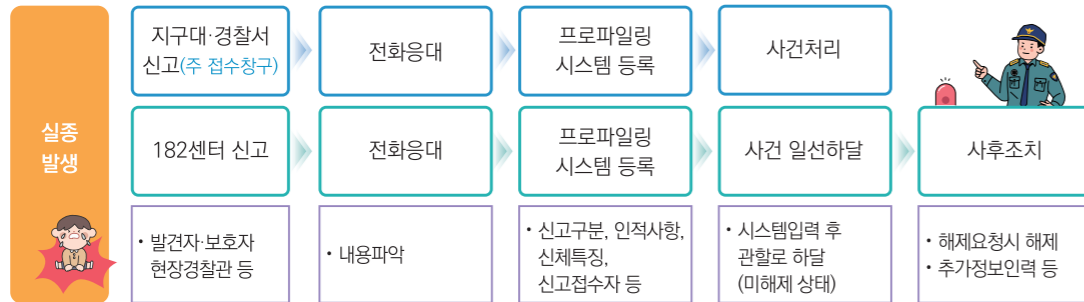 실종
발생
지구대·경찰서
신고(주 접수창구)
전화응대
프로파일링
시스템 등록
사건처리
182센터 신고
전화응대
프로파일링
시스템 등록
사건 일선하달
사후조치
• 발견자·보호자
현장경찰관 등
• 내용파악
• 신고구분, 인적사항,
신체특징,
신고접수자 등
• 시스템입력 후
관할로 하달
(미해제 상태)
• 해제요청시 해제
• 추가정보인력 등